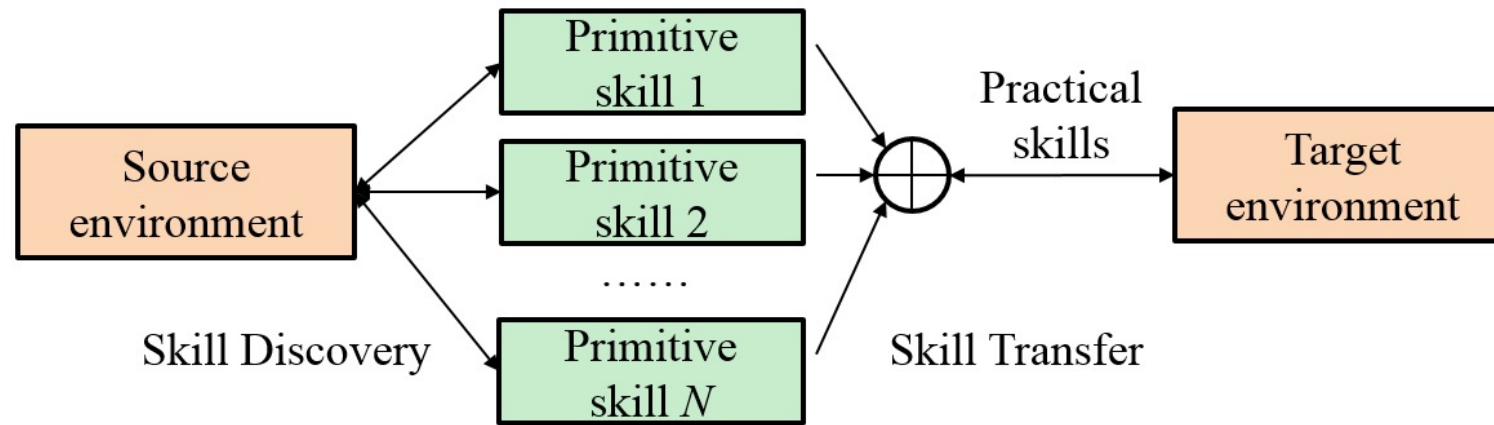 Source
environment
Primitive
skill 1
Primitive
skill 2
……
Primitive
skill N
Skill Discovery
Practical
skills
Skill Transfer
Target
environment